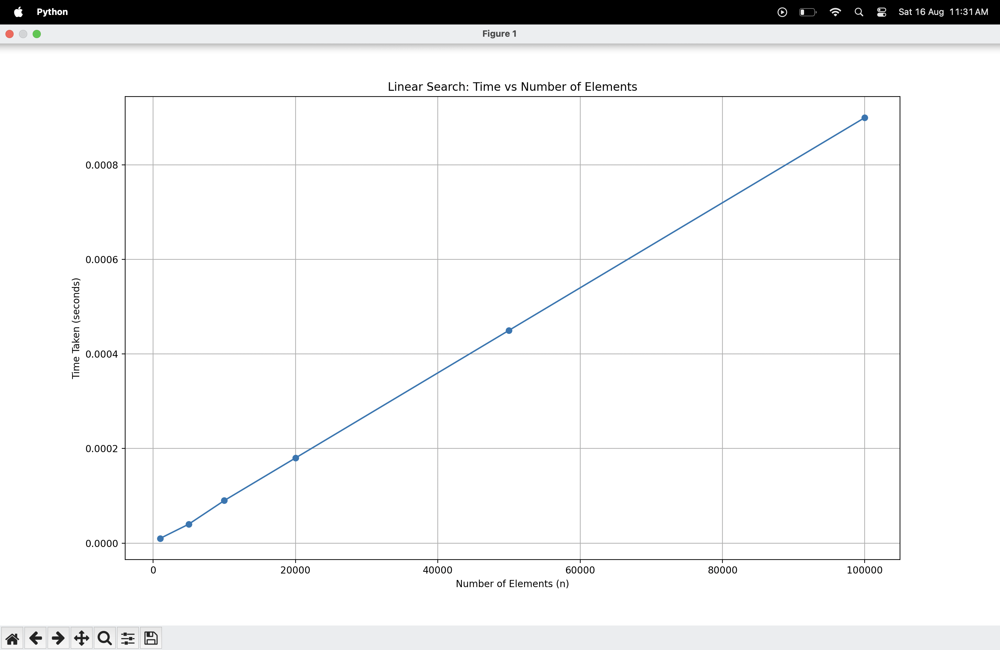 Python
Sat 16 Aug 11:31 AM
Figure 1
Linear Search: Time vs Number of Elements
Time Taken (seconds)
0.0008
0.0006
0.0004
0.0002
0.0000
0 20000 40000 60000 80000 100000
Number of Elements (n)